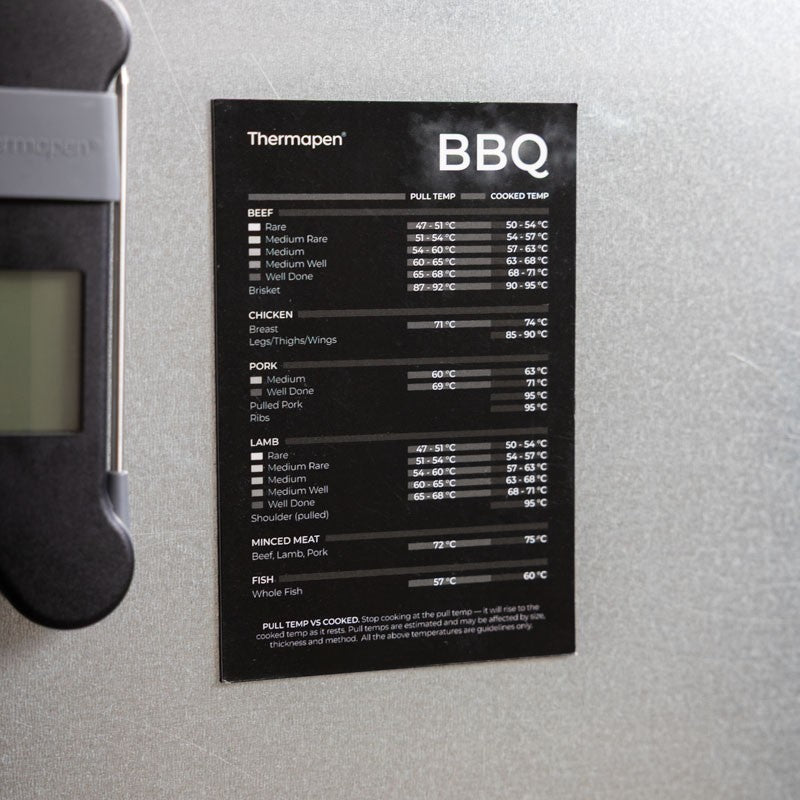 Thermapen®
BBQ
PULL TEMP COOKED TEMP
BEEF
Rare 47 - 51 °C 50 - 54 °C
Medium Rare 51 - 54 °C 54 - 57 °C
Medium 54 - 60 °C 57 - 63 °C
Medium Well 60 - 65 °C 63 - 68 °C
Well Done 65 - 68 °C 68 - 71 °C
Brisket 87 - 92 °C 90 - 95 °C
CHICKEN
Breast 71 °C 74 °C
Legs/Thighs/Wings 85 - 90 °C
PORK
Medium 60 °C 63 °C
Well Done 69 °C 71 °C
Pulled Pork 95 °C
Ribs 95 °C
LAMB
Rare 47 - 51 °C 50 - 54 °C
Medium Rare 51 - 54 °C 54 - 57 °C
Medium 54 - 60 °C 57 - 63 °C
Medium Well 60 - 65 °C 63 - 68 °C
Well Done 65 - 68 °C 68 - 71 °C
Shoulder (pulled) 95 °C
MINCED MEAT
Beef, Lamb, Pork 72 °C 75 °C
FISH
Whole Fish 57 °C 60 °C
PULL TEMP VS COOKED. Stop cooking at the pull temp — it will rise to the
cooked temp as it rests. Pull temps are estimated and may be affected by size,
thickness and method. All the above temperatures are guidelines only.